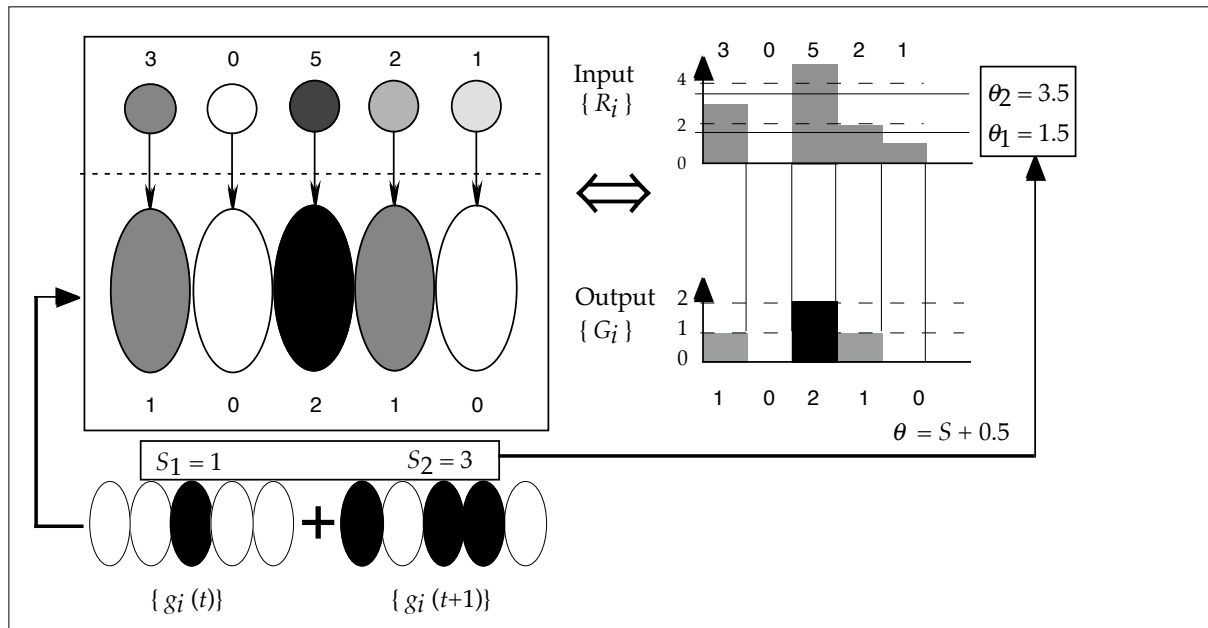 3 0 5 2 1
1 0 2 1 0
S1 = 1 S2 = 3
+
{ gi (t)} { gi (t+1)}
3 0 5 2 1
Input
{ Ri }
4
2
0
θ2 = 3.5
θ1 = 1.5
Output
{ Gi }
2
1
0
1 0 2 1 0
θ = S + 0.5